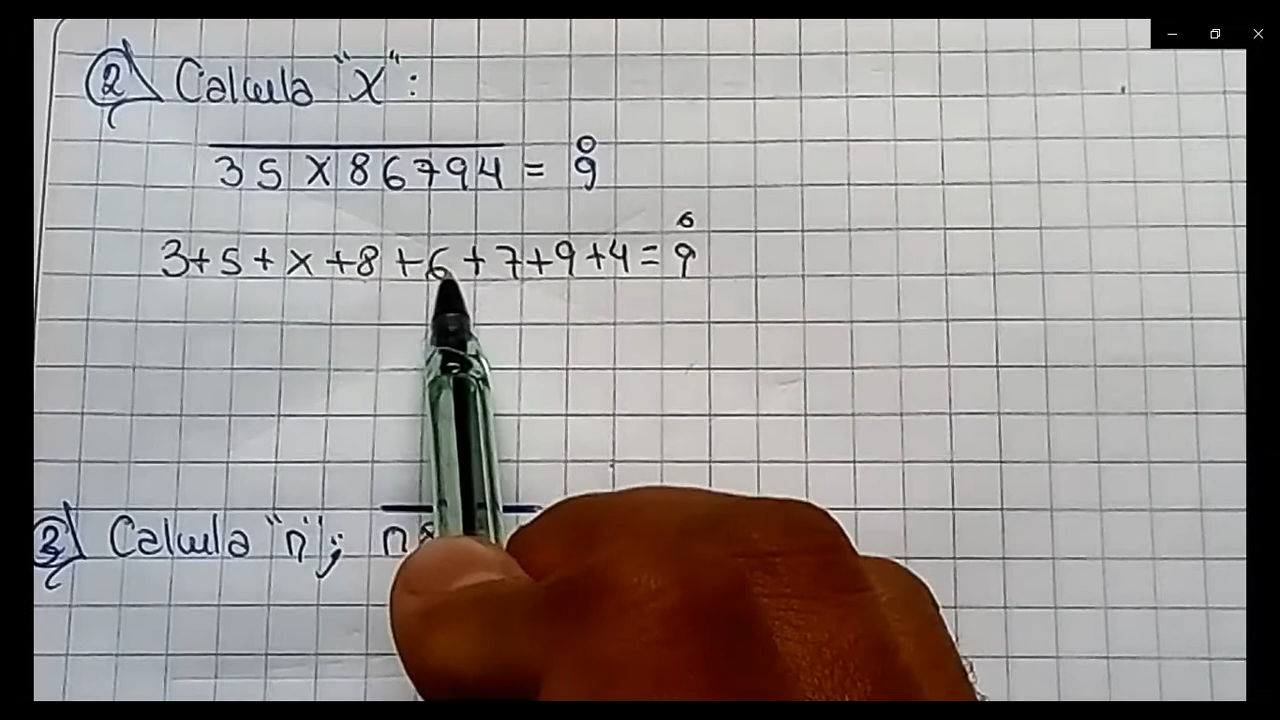 2) Calcula "x":
35x86794 = 9̊
3+5+x+8+6+7+9+4 = 9̊
3) Calcula "n"; n